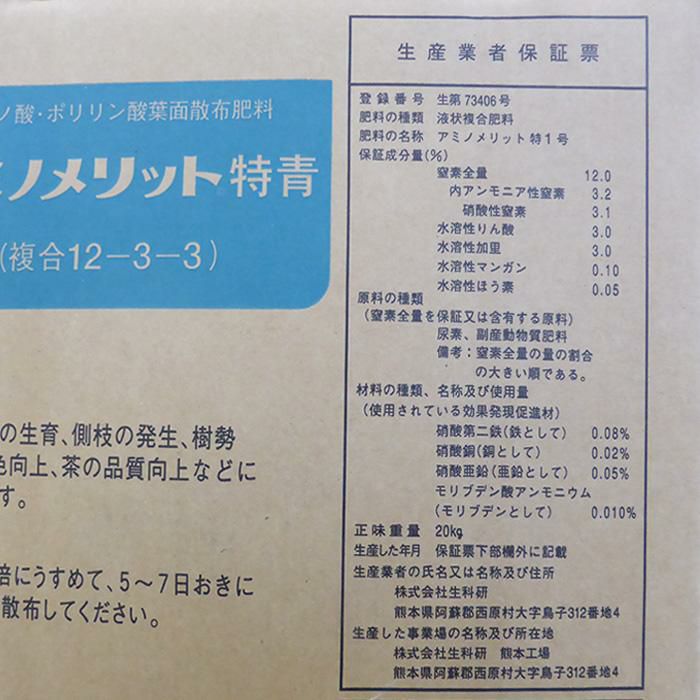 ノ酸・ポリリン酸葉面散布肥料
ミノメリット特青
(複合12−3−3)
の生育、側枝の発生、樹勢
色向上、茶の品質向上などに
す。
倍にうすめて、5〜7日おきに
散布してください。
生産業者保証票
登録番号 生第73406号
肥料の種類 液状複合肥料
肥料の名称 アミノメリット特1号
保証成分量(%)
窒素全量 12.0
内アンモニア性窒素 3.2
硝酸性窒素 3.1
水溶性りん酸 3.0
水溶性加里 3.0
水溶性マンガン 0.10
水溶性ほう素 0.05
原料の種類
(窒素全量を保証又は含有する原料)
尿素、副産動物質肥料
備考:窒素全量の量の割合
の大きい順である。
材料の種類、名称及び使用量
(使用されている効果発現促進材)
硝酸第二鉄(鉄として) 0.08%
硝酸銅(銅として) 0.02%
硝酸亜鉛(亜鉛として) 0.05%
モリブデン酸アンモニウム
(モリブデンとして) 0.010%
正味重量 20kg
生産した年月 保証票下部欄外に記載
生産業者の氏名又は名称及び住所
株式会社生科研
熊本県阿蘇郡西原村大字鳥子312番地4
生産した事業場の名称及び所在地
株式会社生科研 熊本工場
熊本県阿蘇郡西原村大字鳥子312番地4